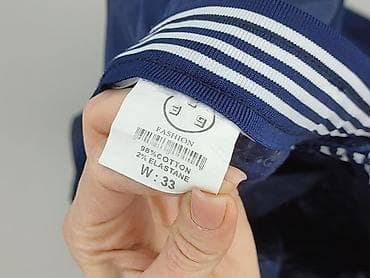 FASHION
98%COTTON
2% ELASTANE
W: 33